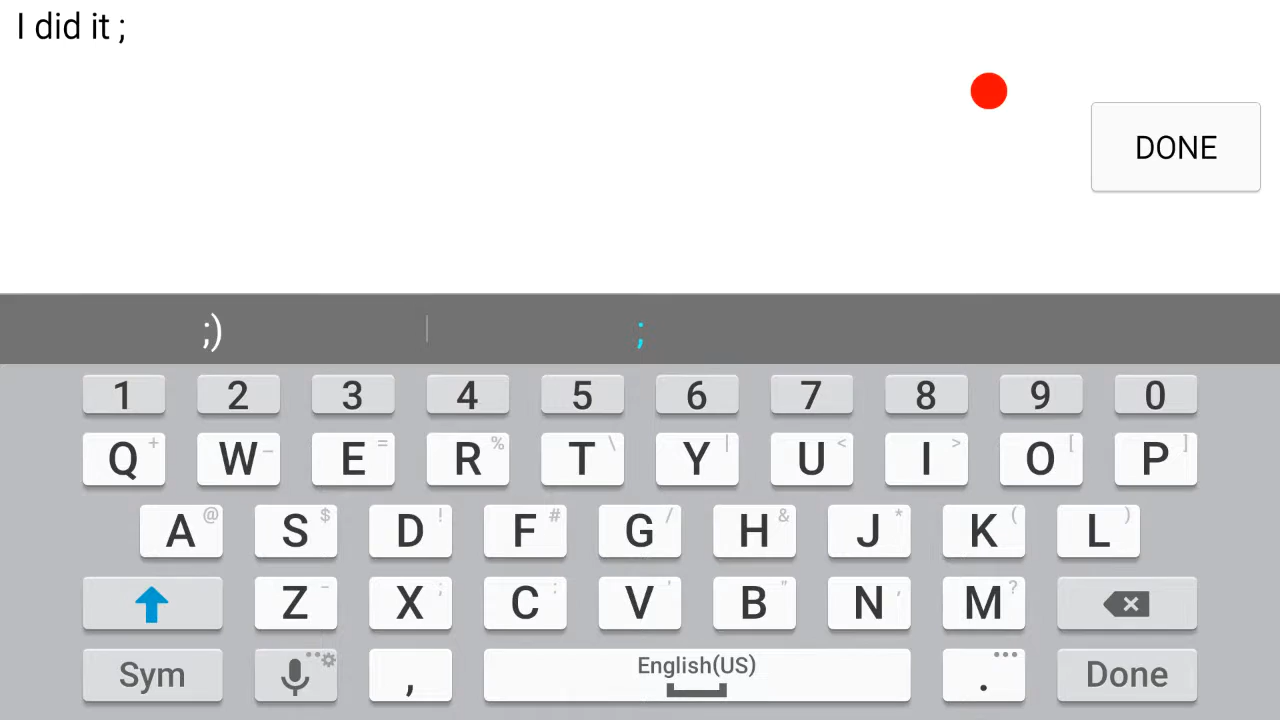 I did it ;
DONE
;) ;
1 2 3 4 5 6 7 8 9 0
Q + W _ E = R % T \ Y | U < I > O [ P ]
A @ S $ D ! F # G / H & J * K ( L )
Z - X ; C : V ' B " N , M ?
Sym , English(US) . ... Done